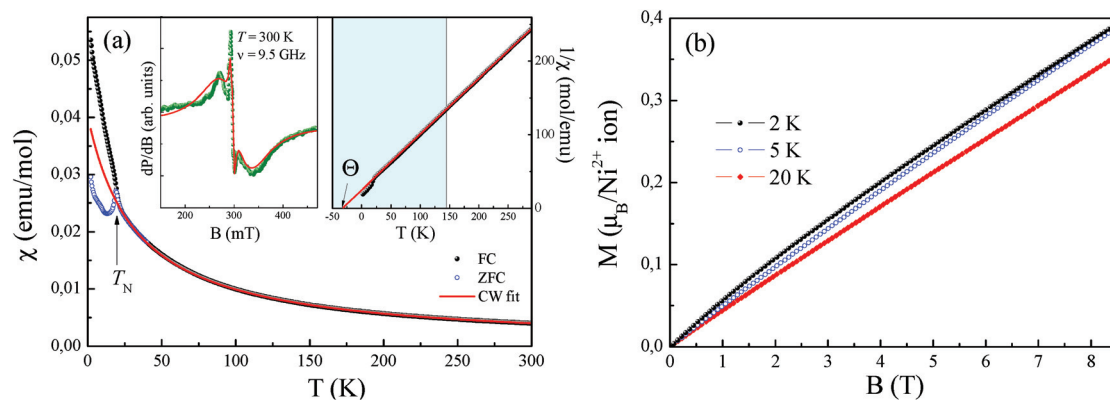 (a)
T = 300 K
ν = 9.5 GHz
dP/dB (arb. units)
200
300
400
B (mT)
Θ
0
50
100
150
200
250
T (K)
0
100
200
1/χ (mol/emu)
0,05
0,04
0,03
0,02
0,01
0,00
χ (emu/mol)
T_N
FC
ZFC
CW fit
0
50
100
150
200
250
300
T (K)
(b)
2 K
5 K
20 K
0,4
0,3
0,2
0,1
0,0
M (μ_B/Ni²⁺ ion)
0
1
2
3
4
5
6
7
8
B (T)